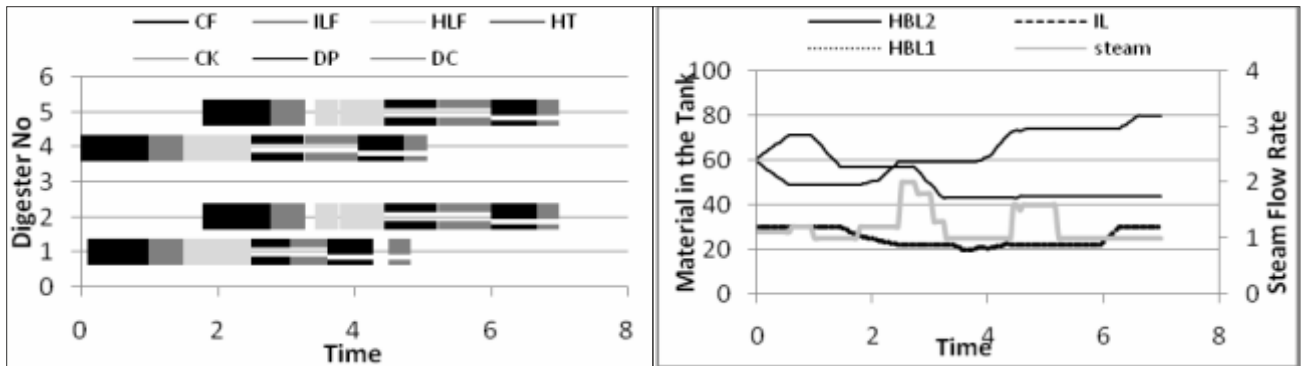 CF ILF HLF HT
CK DP DC
6
5
4
3
2
1
0
Digester No
0 2 4 6 8
Time
HBL2 IL
HBL1 steam
100
80
60
40
20
0
Material in the Tank
4
3
2
1
0
Steam Flow Rate
0 2 4 6 8
Time